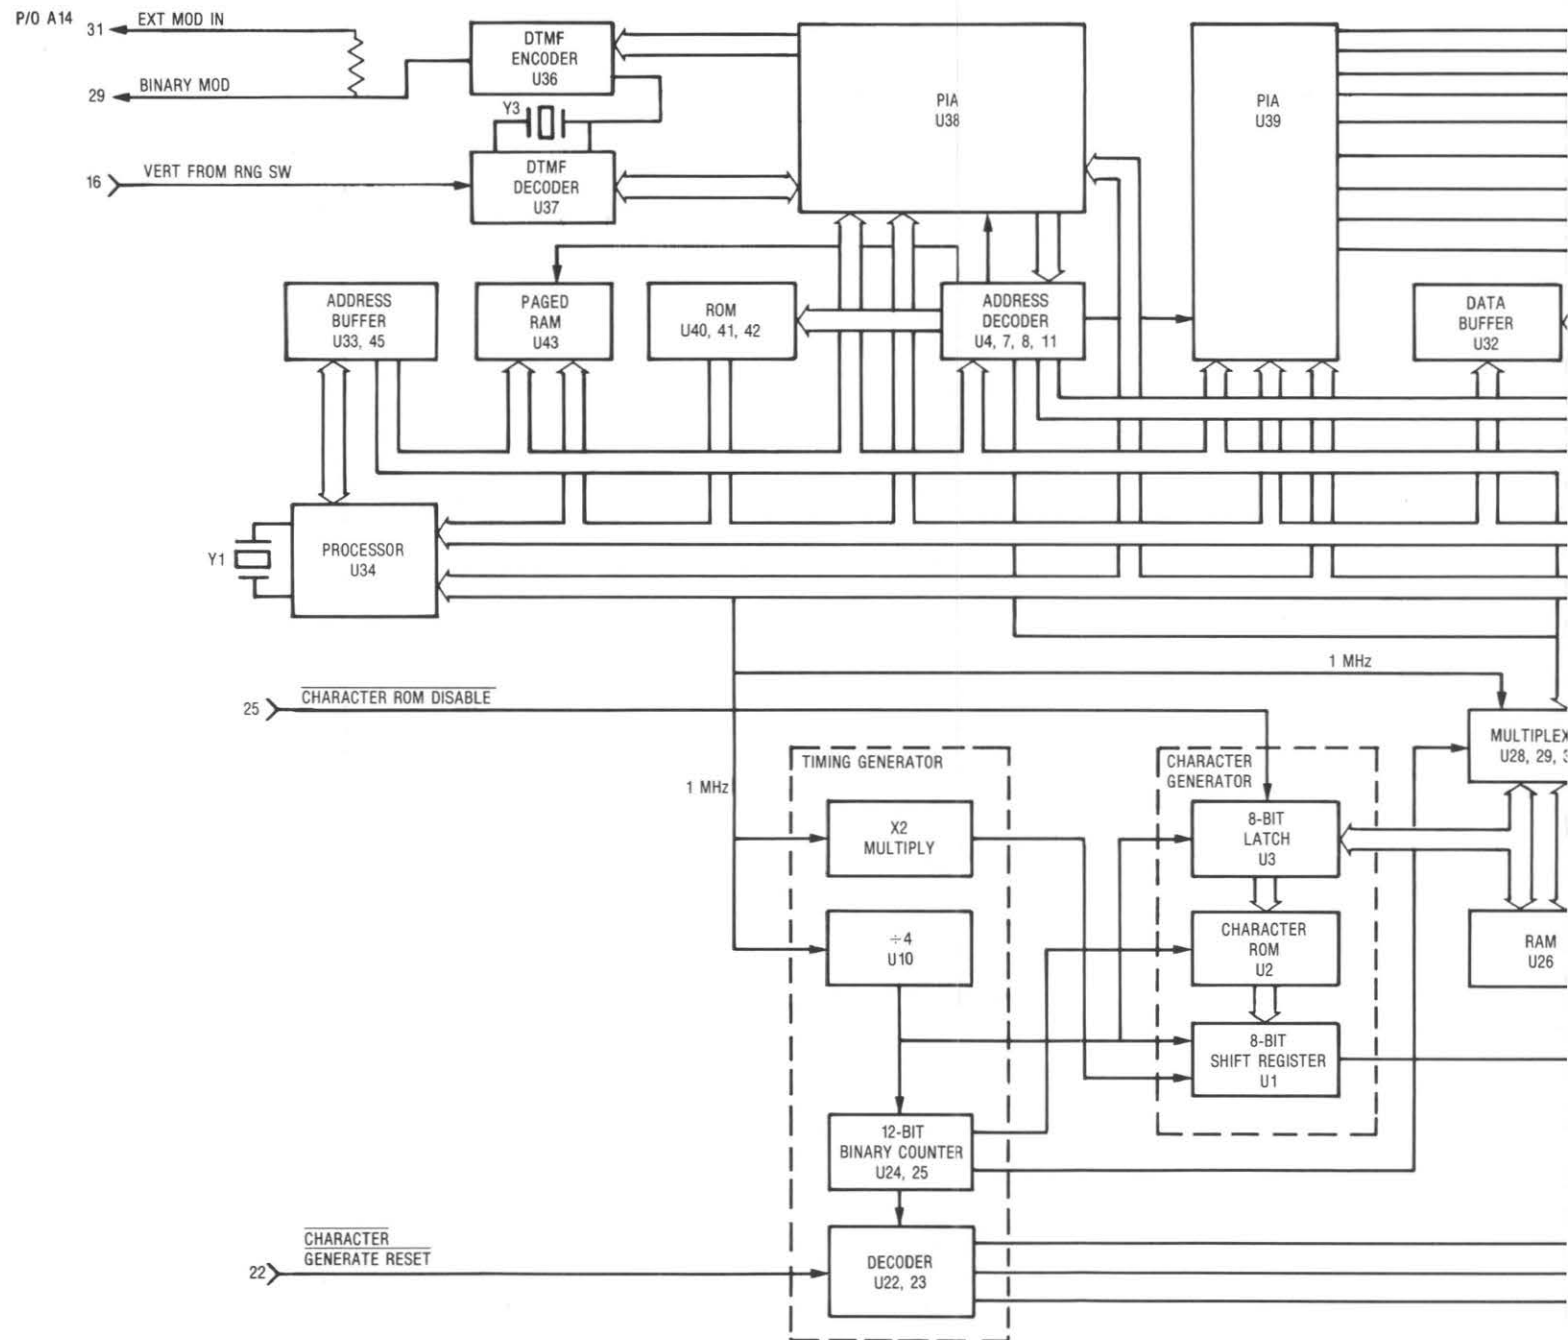 P/O A14
31
EXT MOD IN
29
BINARY MOD
DTMF
ENCODER
U36
Y3
16
VERT FROM RNG SW
DTMF
DECODER
U37
PIA
U38
PIA
U39
ADDRESS
BUFFER
U33, 45
PAGED
RAM
U43
ROM
U40, 41, 42
ADDRESS
DECODER
U4, 7, 8, 11
DATA
BUFFER
U32
Y1
PROCESSOR
U34
1 MHz
25
CHARACTER ROM DISABLE
MULTIPLEX
U28, 29, 3
1 MHz
TIMING GENERATOR
X2
MULTIPLY
÷4
U10
12-BIT
BINARY COUNTER
U24, 25
DECODER
U22, 23
CHARACTER
GENERATOR
8-BIT
LATCH
U3
CHARACTER
ROM
U2
8-BIT
SHIFT REGISTER
U1
RAM
U26
22
CHARACTER
GENERATE RESET